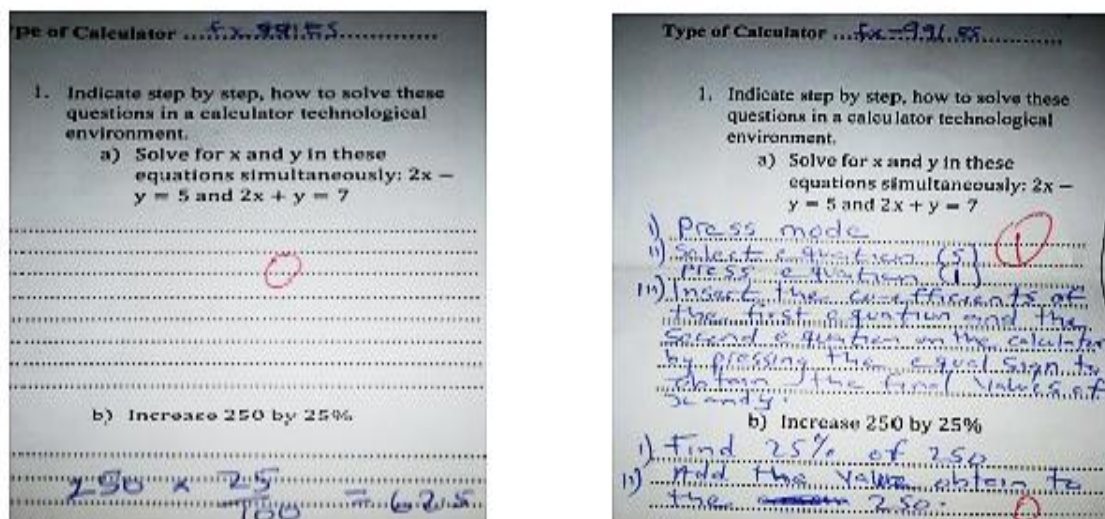 pe of Calculator ...fx 991 ES...
1. Indicate step by step, how to solve these
questions in a calculator technological
environment.
a) Solve for x and y in these
equations simultaneously: 2x –
y = 5 and 2x + y = 7
0
b) Increase 250 by 25%
250 × 25/100 = 62.5
Type of Calculator ...fx-991 ES...
1. Indicate step by step, how to solve these
questions in a calculator technological
environment.
a) Solve for x and y in these
equations simultaneously: 2x –
y = 5 and 2x + y = 7
i) Press mode
1
ii) Select equation (5)
Press equation (1)
iii) Insert the co-efficients of
the first equation and the
second equation on the calculator
by pressing the equal sign to
obtain the final values of
x and y.
b) Increase 250 by 25%
i) Find 25% of 250
ii) Add the value obtain to
the 250.
0